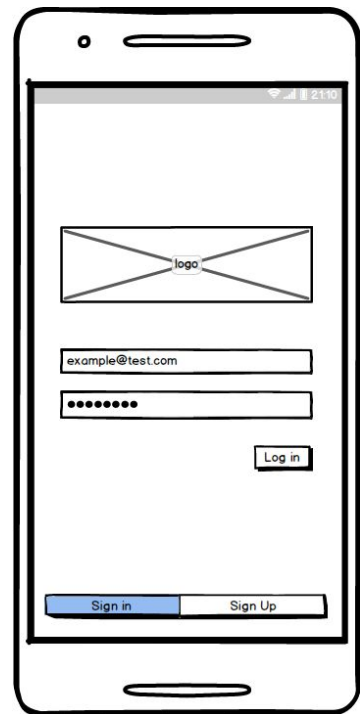 21:10
logo
example@test.com
●●●●●●●●
Log in
Sign in Sign Up